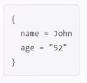 {
name = John
age = "52"
}